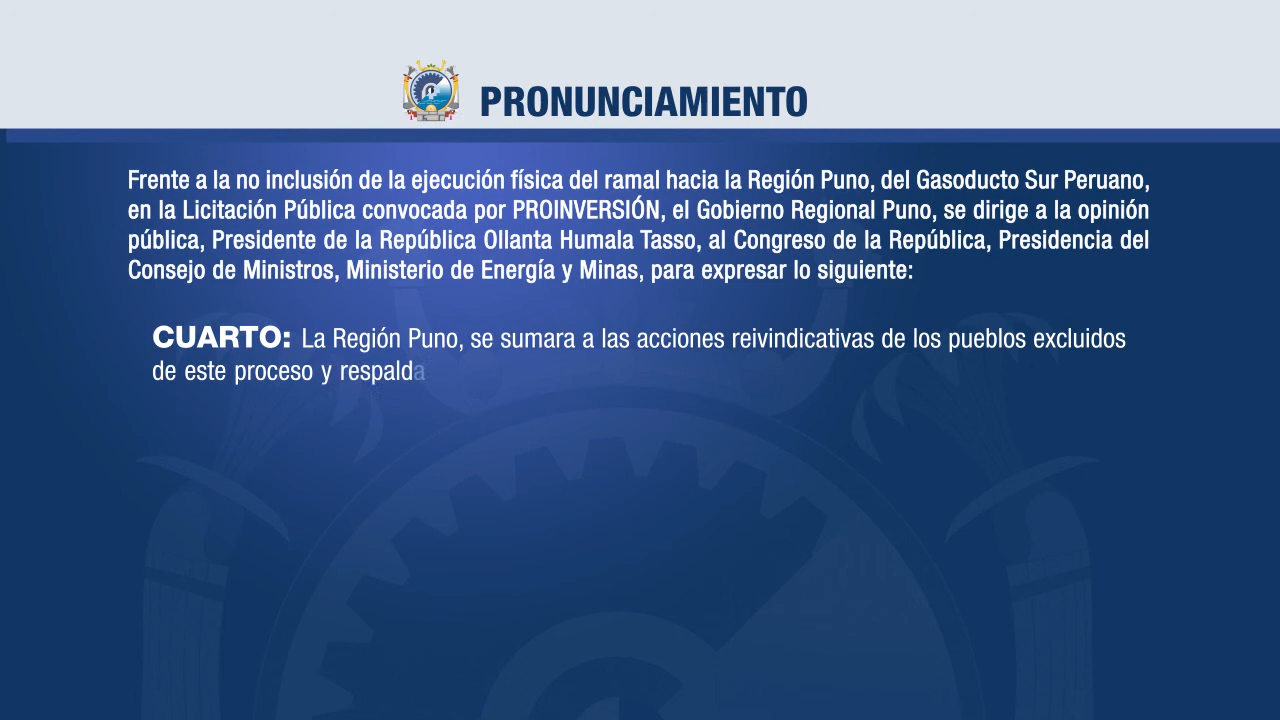 PRONUNCIAMIENTO
Frente a la no inclusión de la ejecución física del ramal hacia la Región Puno, del Gasoducto Sur Peruano,
en la Licitación Pública convocada por PROINVERSIÓN, el Gobierno Regional Puno, se dirige a la opinión
pública, Presidente de la República Ollanta Humala Tasso, al Congreso de la República, Presidencia del
Consejo de Ministros, Ministerio de Energía y Minas, para expresar lo siguiente:
CUARTO: La Región Puno, se sumara a las acciones reivindicativas de los pueblos excluidos
de este proceso y respalda